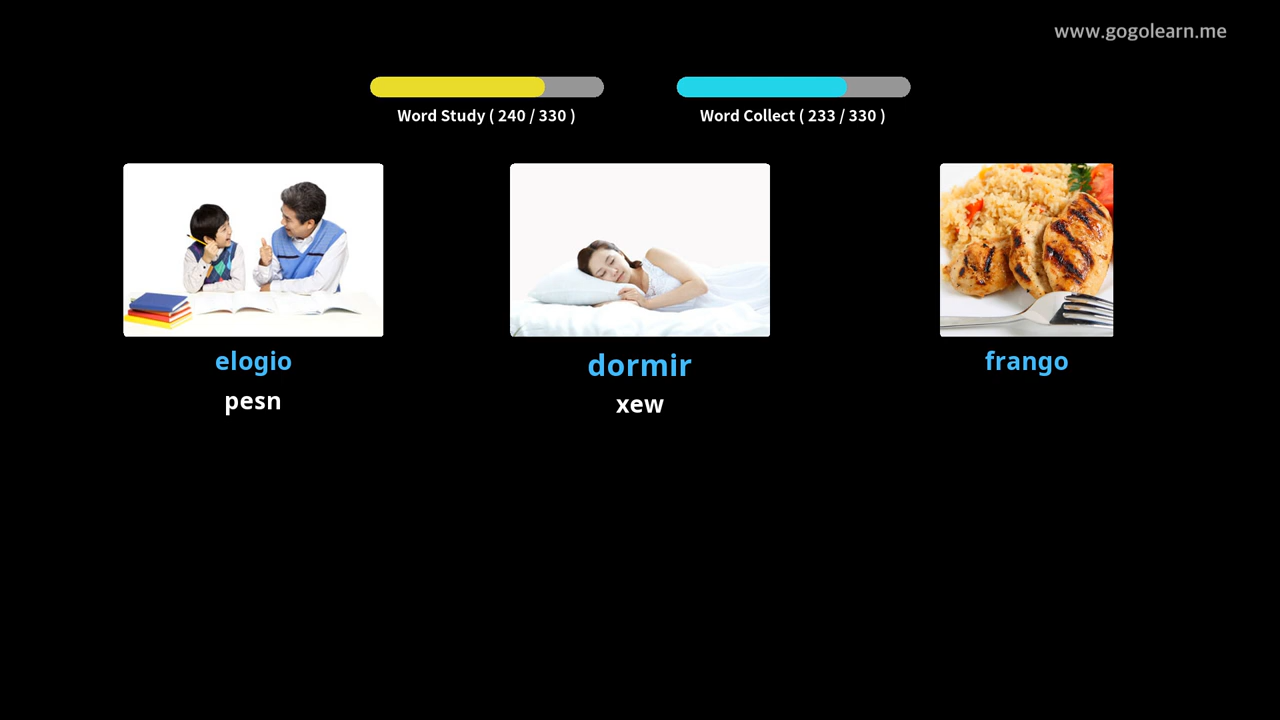 www.gogolearn.me
Word Study ( 240 / 330 )
Word Collect ( 233 / 330 )
elogio
dormir
frango
pesn
xew